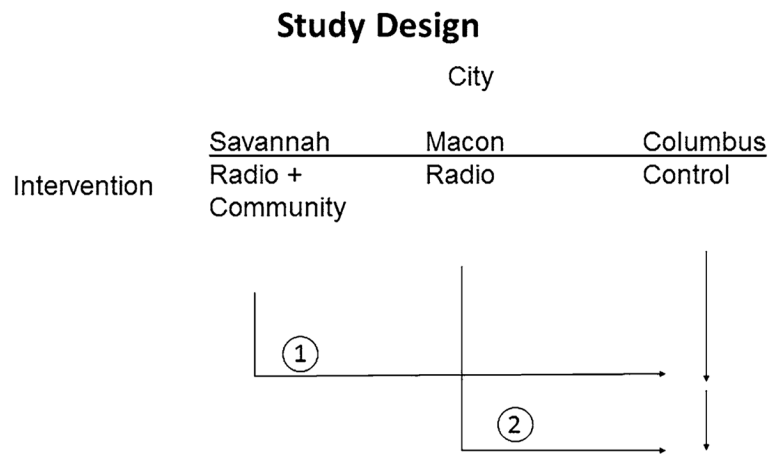 Study Design
City
Savannah Macon Columbus
Intervention Radio + Radio Control
Community
1
2